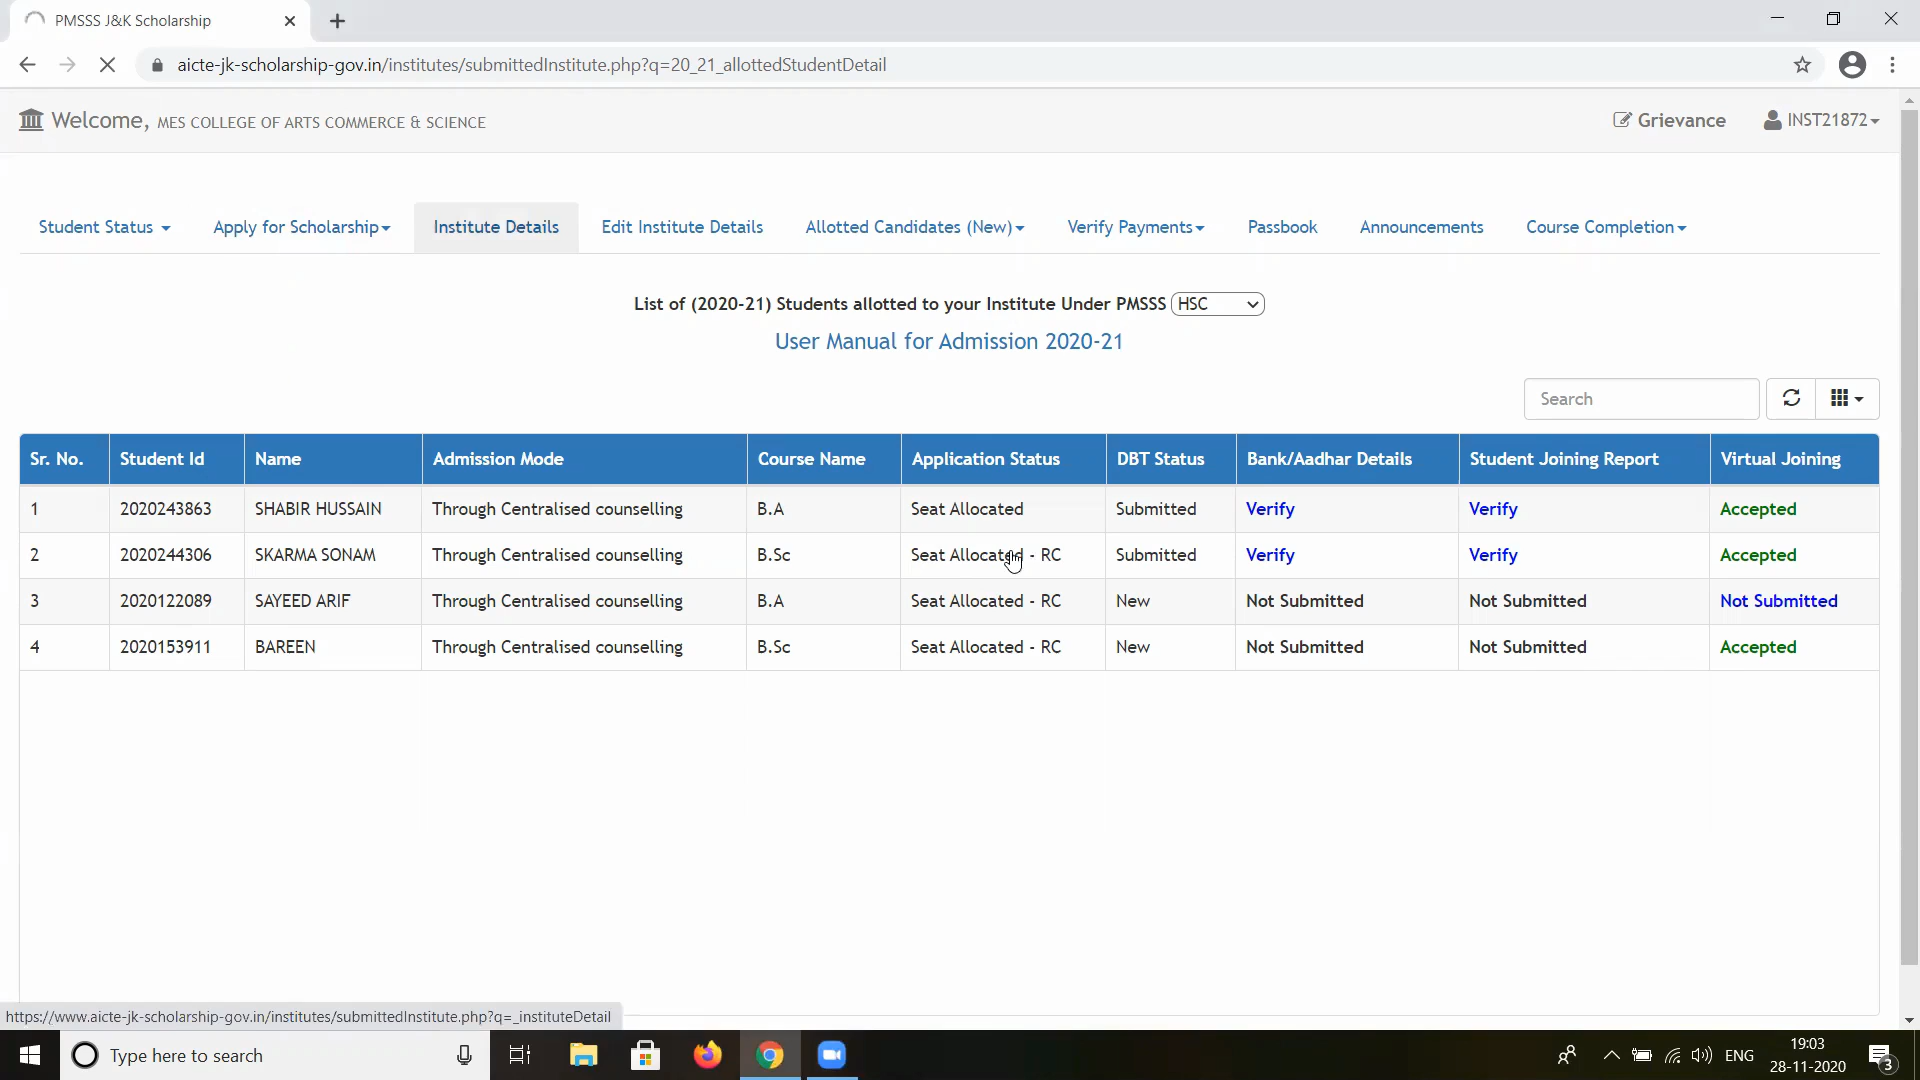 PMSSS J&K Scholarship
aicte-jk-scholarship-gov.in/institutes/submittedInstitute.php?q=20_21_allottedStudentDetail
Welcome, MES COLLEGE OF ARTS COMMERCE & SCIENCE
Grievance
INST21872
Student Status
Apply for Scholarship
Institute Details
Edit Institute Details
Allotted Candidates (New)
Verify Payments
Passbook
Announcements
Course Completion
List of (2020-21) Students allotted to your Institute Under PMSSS HSC
User Manual for Admission 2020-21
Search
Sr. No. Student Id Name Admission Mode Course Name Application Status DBT Status Bank/Aadhar Details Student Joining Report Virtual Joining
1 2020243863 SHABIR HUSSAIN Through Centralised counselling B.A Seat Allocated Submitted Verify Verify Accepted
2 2020244306 SKARMA SONAM Through Centralised counselling B.Sc Seat Allocated - RC Submitted Verify Verify Accepted
3 2020122089 SAYEED ARIF Through Centralised counselling B.A Seat Allocated - RC New Not Submitted Not Submitted Not Submitted
4 2020153911 BAREEN Through Centralised counselling B.Sc Seat Allocated - RC New Not Submitted Not Submitted Accepted
https://www.aicte-jk-scholarship-gov.in/institutes/submittedInstitute.php?q=_instituteDetail
Type here to search
ENG
19:03
28-11-2020
3